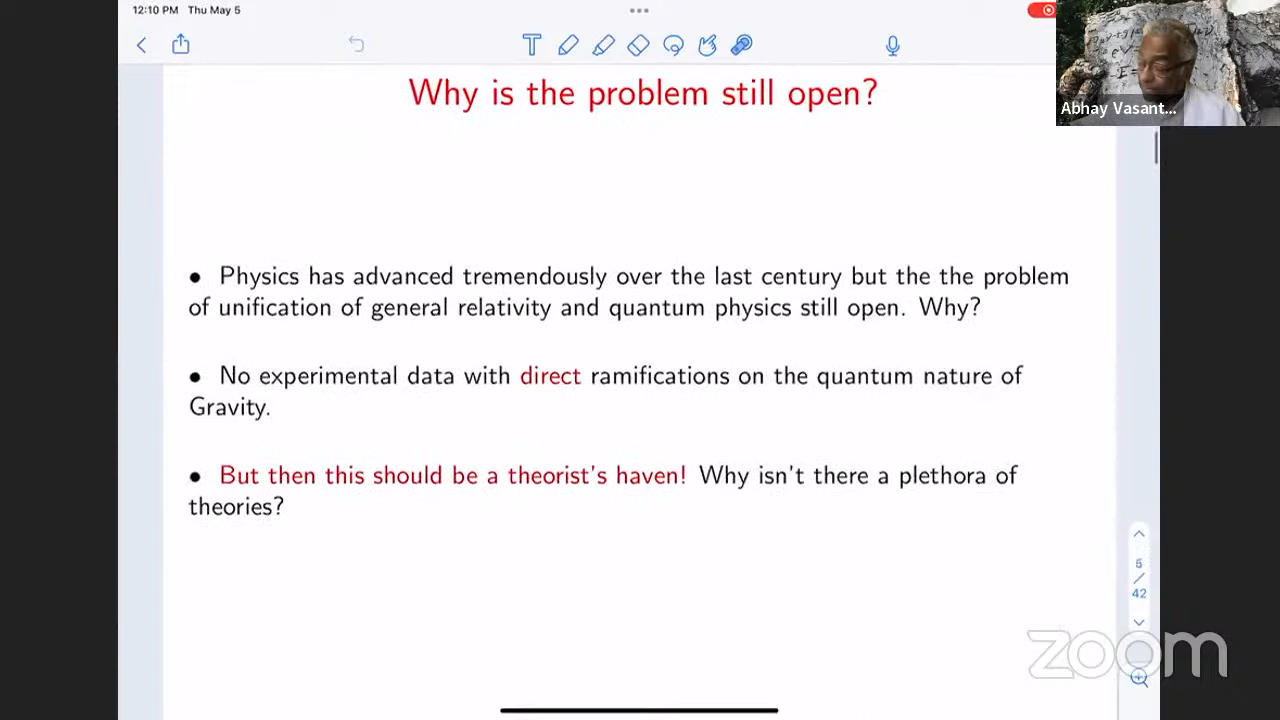 12:10 PM Thu May 5
Why is the problem still open?
Abhay Vasant...
• Physics has advanced tremendously over the last century but the the problem
of unification of general relativity and quantum physics still open. Why?
• No experimental data with direct ramifications on the quantum nature of
Gravity.
• But then this should be a theorist's haven! Why isn't there a plethora of
theories?
5
/
42
zoom